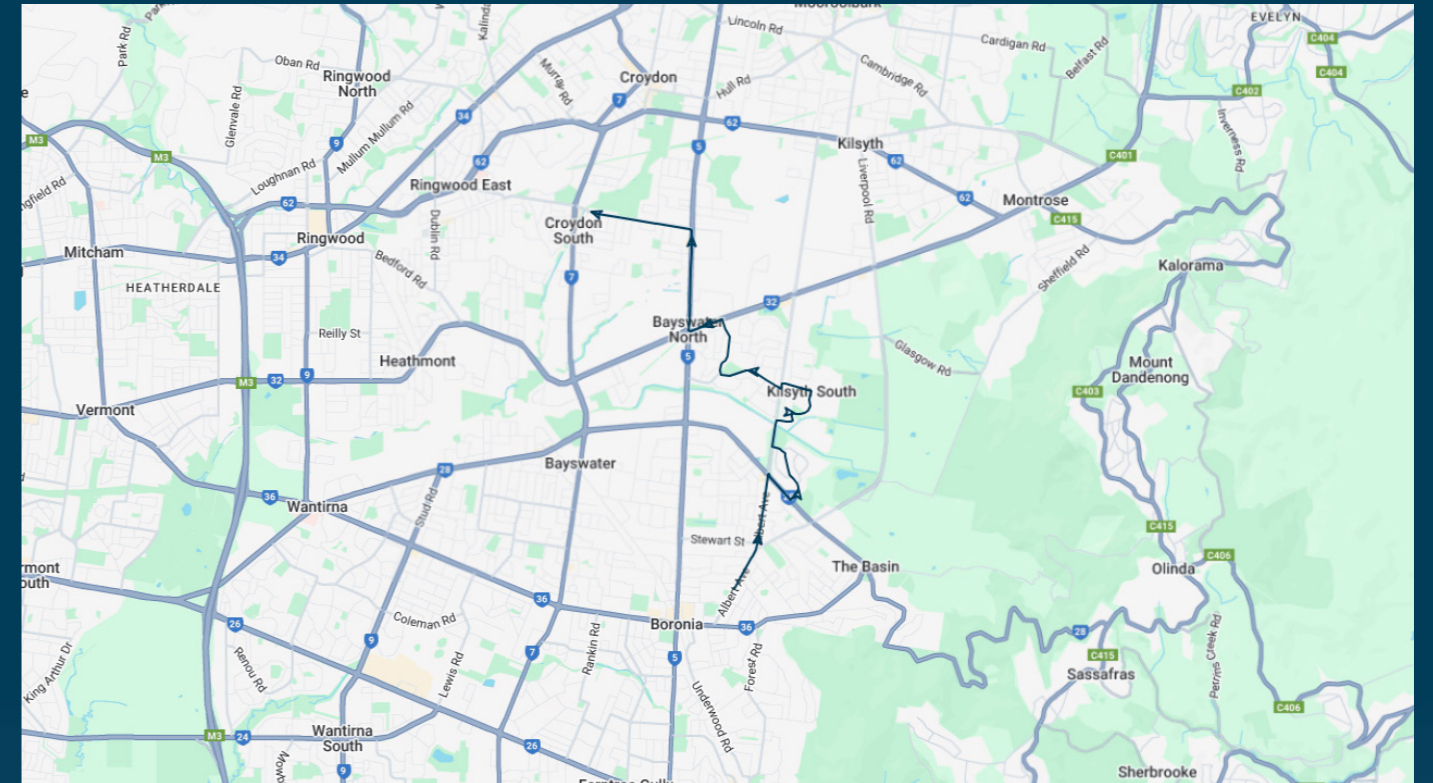 Mooroolbark
EVELYN
Lincoln Rd
Park Rd
Cardigan Rd
C404
Belfast Rd
Oban Rd
Murray Rd
Cambridge Rd
C404
Ringwood
North
Croydon
Hull Rd
C402
7
Glenvale Rd
34
Mullum Mullum Rd
62
Inverness Rd
M3
9
5
Kilsyth
M3
62
62
C401
Loughnan Rd
Ringwood East
Liverpool Rd
62
62
Montrose
C415
Dublin Rd
Croydon
South
Ringwood
Mitcham
34
Bedford Rd
Sheffield Rd
Kalorama
7
HEATHERDALE
32
Bayswater
North
Reilly St
5
Glasgow Rd
Heathmont
Mount
Dandenong
M3
32
9
Kilsyth South
C403
Vermont
Bayswater
28
36
Wantirna
Stud Rd
Albert Ave
C415
Stewart St
C406
The Basin
Olinda
36
Albert Ave
26
Coleman Rd
Boronia
36
28
9
Rankin Rd
Petrins Creek Rd
King Arthur Dr
Renou Rd
7
5
Forest Rd
C415
Lewis Rd
Sassafras
Underwood Rd
C406
M3
24
Wantirna
South
26
9
Sherbrooke